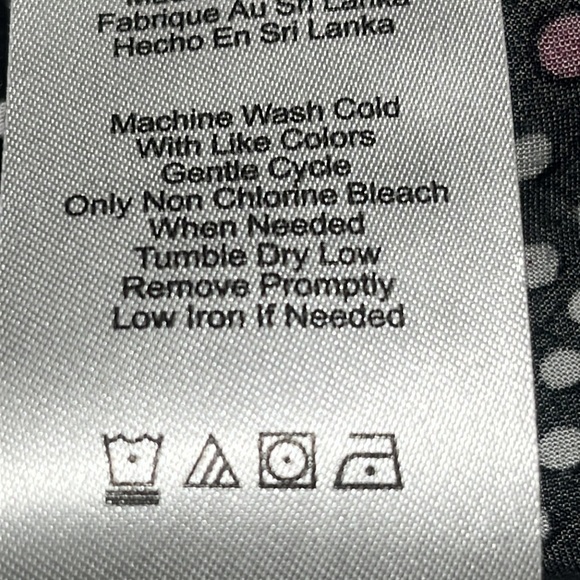 Fabrique Au Sri Lanka
Hecho En Sri Lanka
Machine Wash Cold
With Like Colors
Gentle Cycle
Only Non Chlorine Bleach
When Needed
Tumble Dry Low
Remove Promptly
Low Iron If Needed